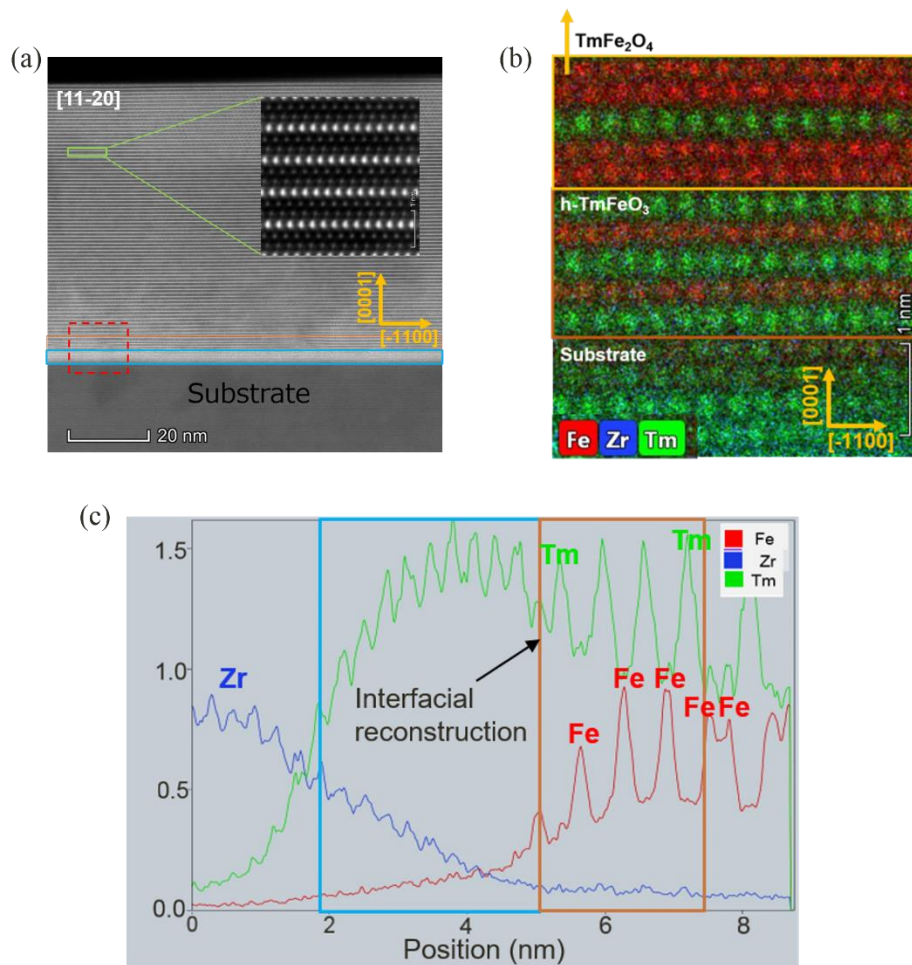 (a)
[11-20]
1 nm
[0001]
[-1100]
Substrate
20 nm
(b)
TmFe₂O₄
h-TmFeO₃
1 nm
Substrate
[0001]
[-1100]
Fe Zr Tm
(c)
1.5
1.0
0.5
0.0
0 2 4 6 8
Position (nm)
Zr
Tm
Tm
Interfacial
reconstruction
Fe
Fe
Fe
Fe
Fe
Fe
Zr
Tm